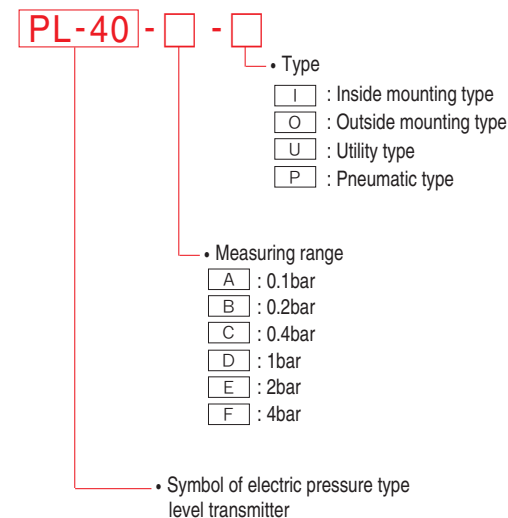 PL-40 - □ - □
• Type
I : Inside mounting type
O : Outside mounting type
U : Utility type
P : Pneumatic type
• Measuring range
A : 0.1bar
B : 0.2bar
C : 0.4bar
D : 1bar
E : 2bar
F : 4bar
• Symbol of electric pressure type
level transmitter